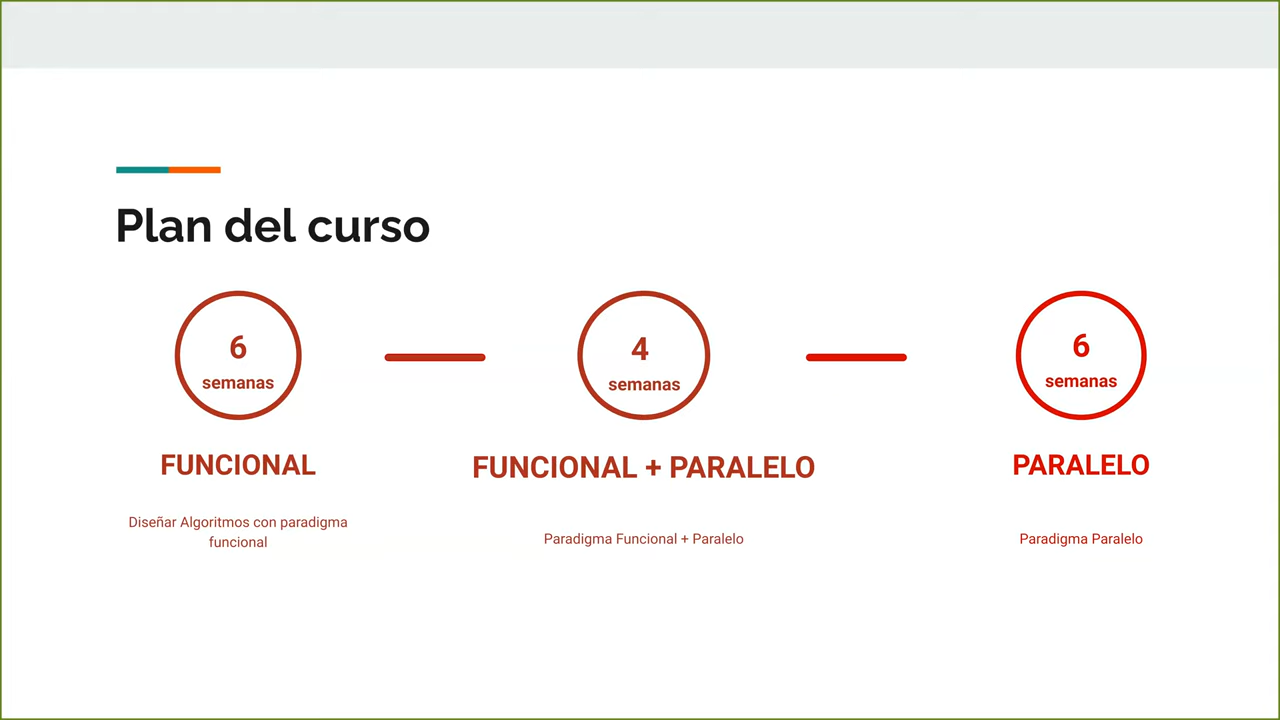 Plan del curso
6
semanas
4
semanas
6
semanas
FUNCIONAL
FUNCIONAL + PARALELO
PARALELO
Diseñar Algoritmos con paradigma
funcional
Paradigma Funcional + Paralelo
Paradigma Paralelo